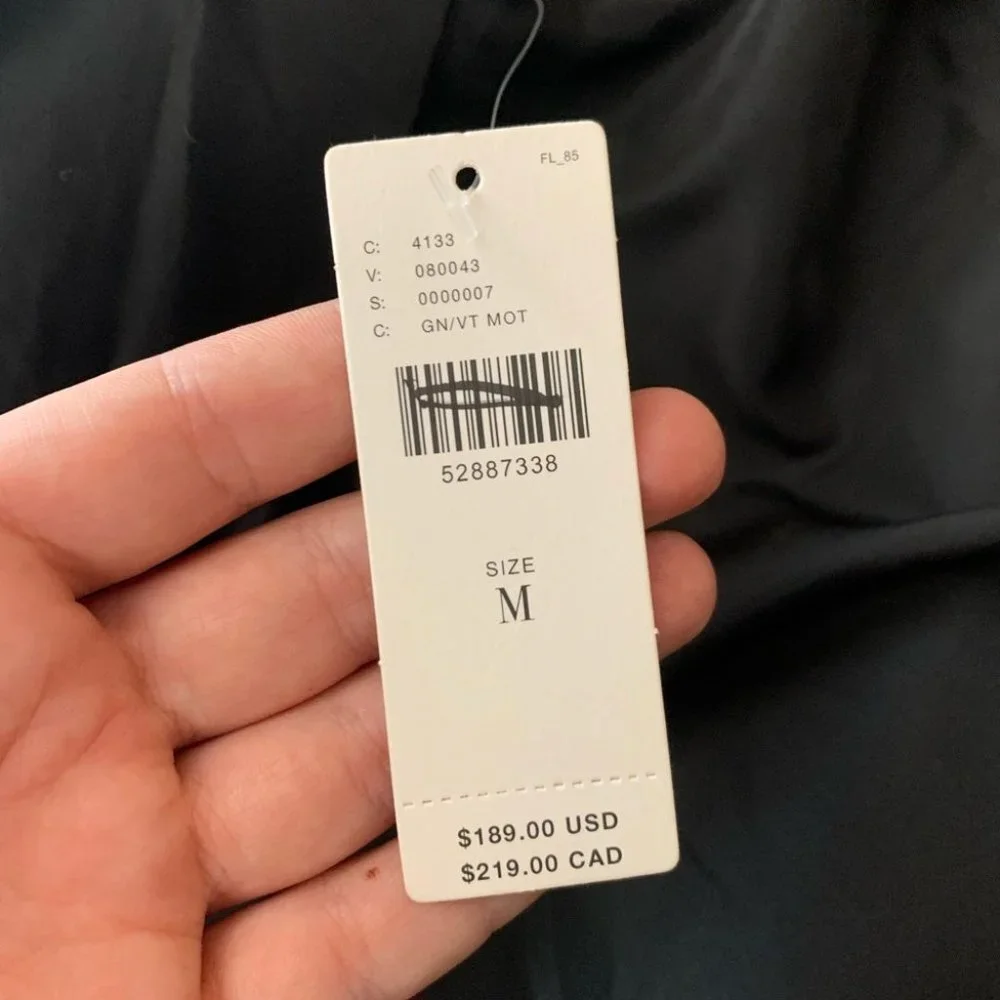 FL_85
C: 4133
V: 080043
S: 0000007
C: GN/VT MOT
52887338
SIZE
M
$189.00 USD
$219.00 CAD